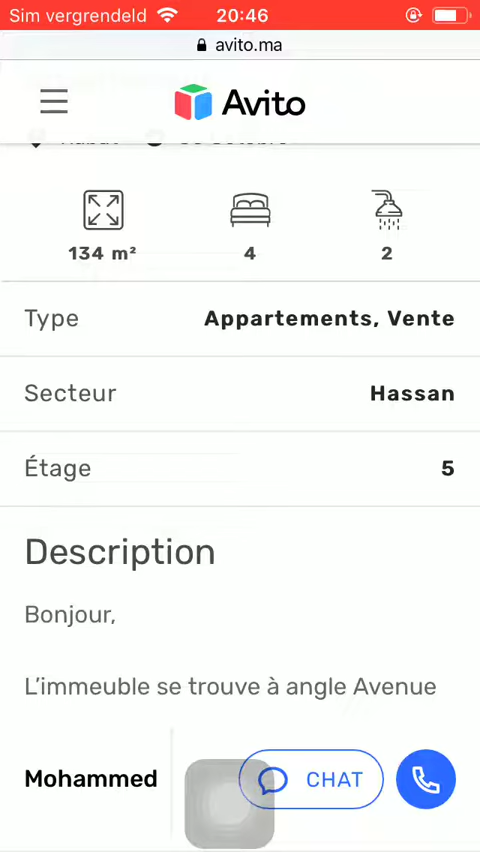 Sim vergrendeld 20:46
avito.ma
Avito
134 m² 4 2
Type Appartements, Vente
Secteur Hassan
Étage 5
Description
Bonjour,
L'immeuble se trouve à angle Avenue
Mohammed CHAT